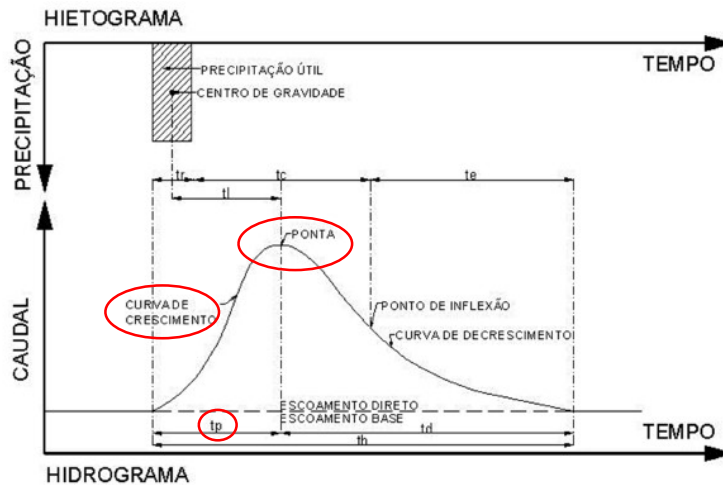 HIETOGRAMA
TEMPO
PRECIPITAÇÃO
PRECIPITAÇÃO ÚTIL
CENTRO DE GRAVIDADE
tr
tc
te
tl
PONTA
CURVA DE
CRESCIMENTO
CAUDAL
PONTO DE INFLEXÃO
CURVA DE DECRESCIMENTO
ESCOAMENTO DIRETO
ESCOAMENTO BASE
tp
td
TEMPO
th
HIDROGRAMA